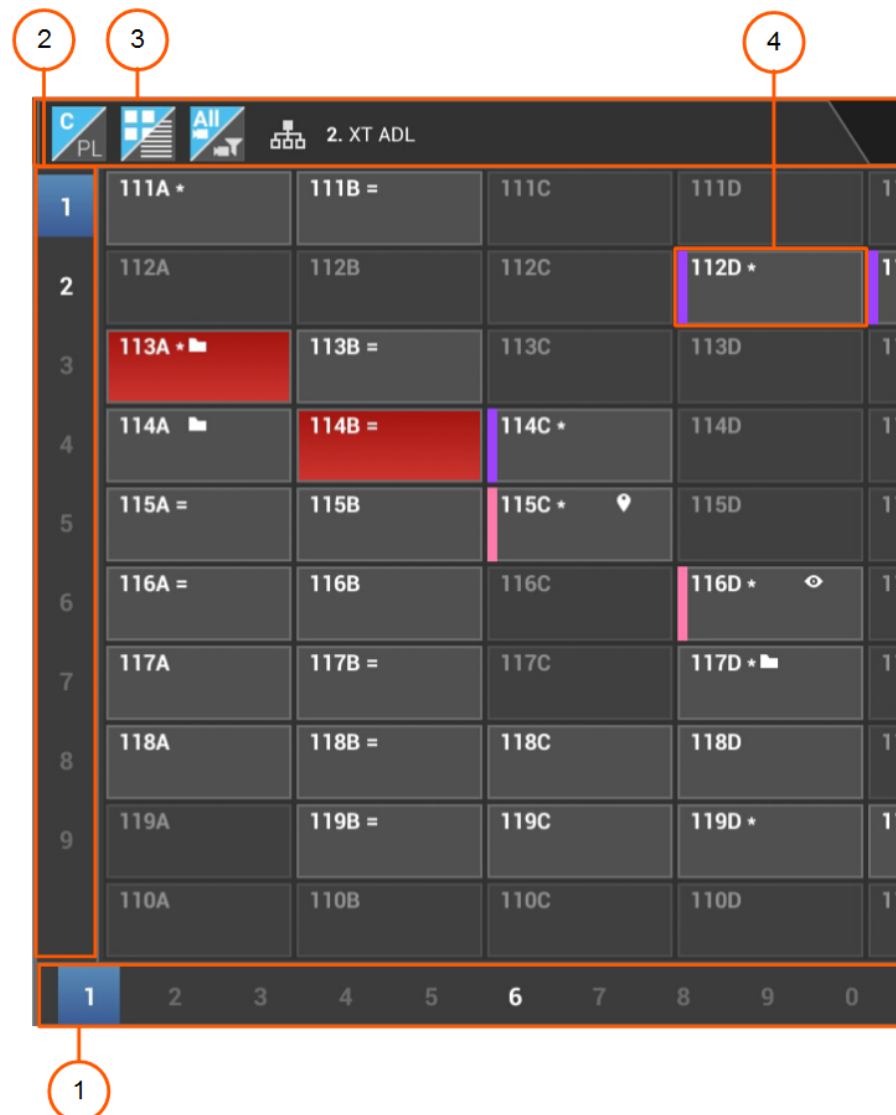 2 3 4
C PL All 2. XT ADL
1 111A * 111B = 111C 111D
2 112A 112B 112C 112D *
3 113A * 113B = 113C 113D
4 114A 114B = 114C * 114D
5 115A = 115B 115C * 115D
6 116A = 116B 116C 116D *
7 117A 117B = 117C 117D *
8 118A 118B = 118C 118D
9 119A 119B = 119C 119D *
110A 110B 110C 110D
1 2 3 4 5 6 7 8 9 0
1